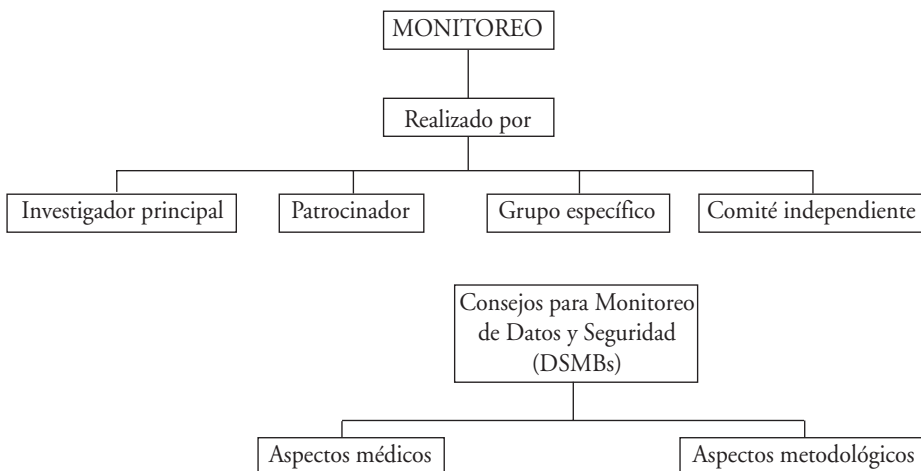 MONITOREO
Realizado por
Investigador principal
Patrocinador
Grupo específico
Comité independiente
Consejos para Monitoreo
de Datos y Seguridad
(DSMBs)
Aspectos médicos
Aspectos metodológicos